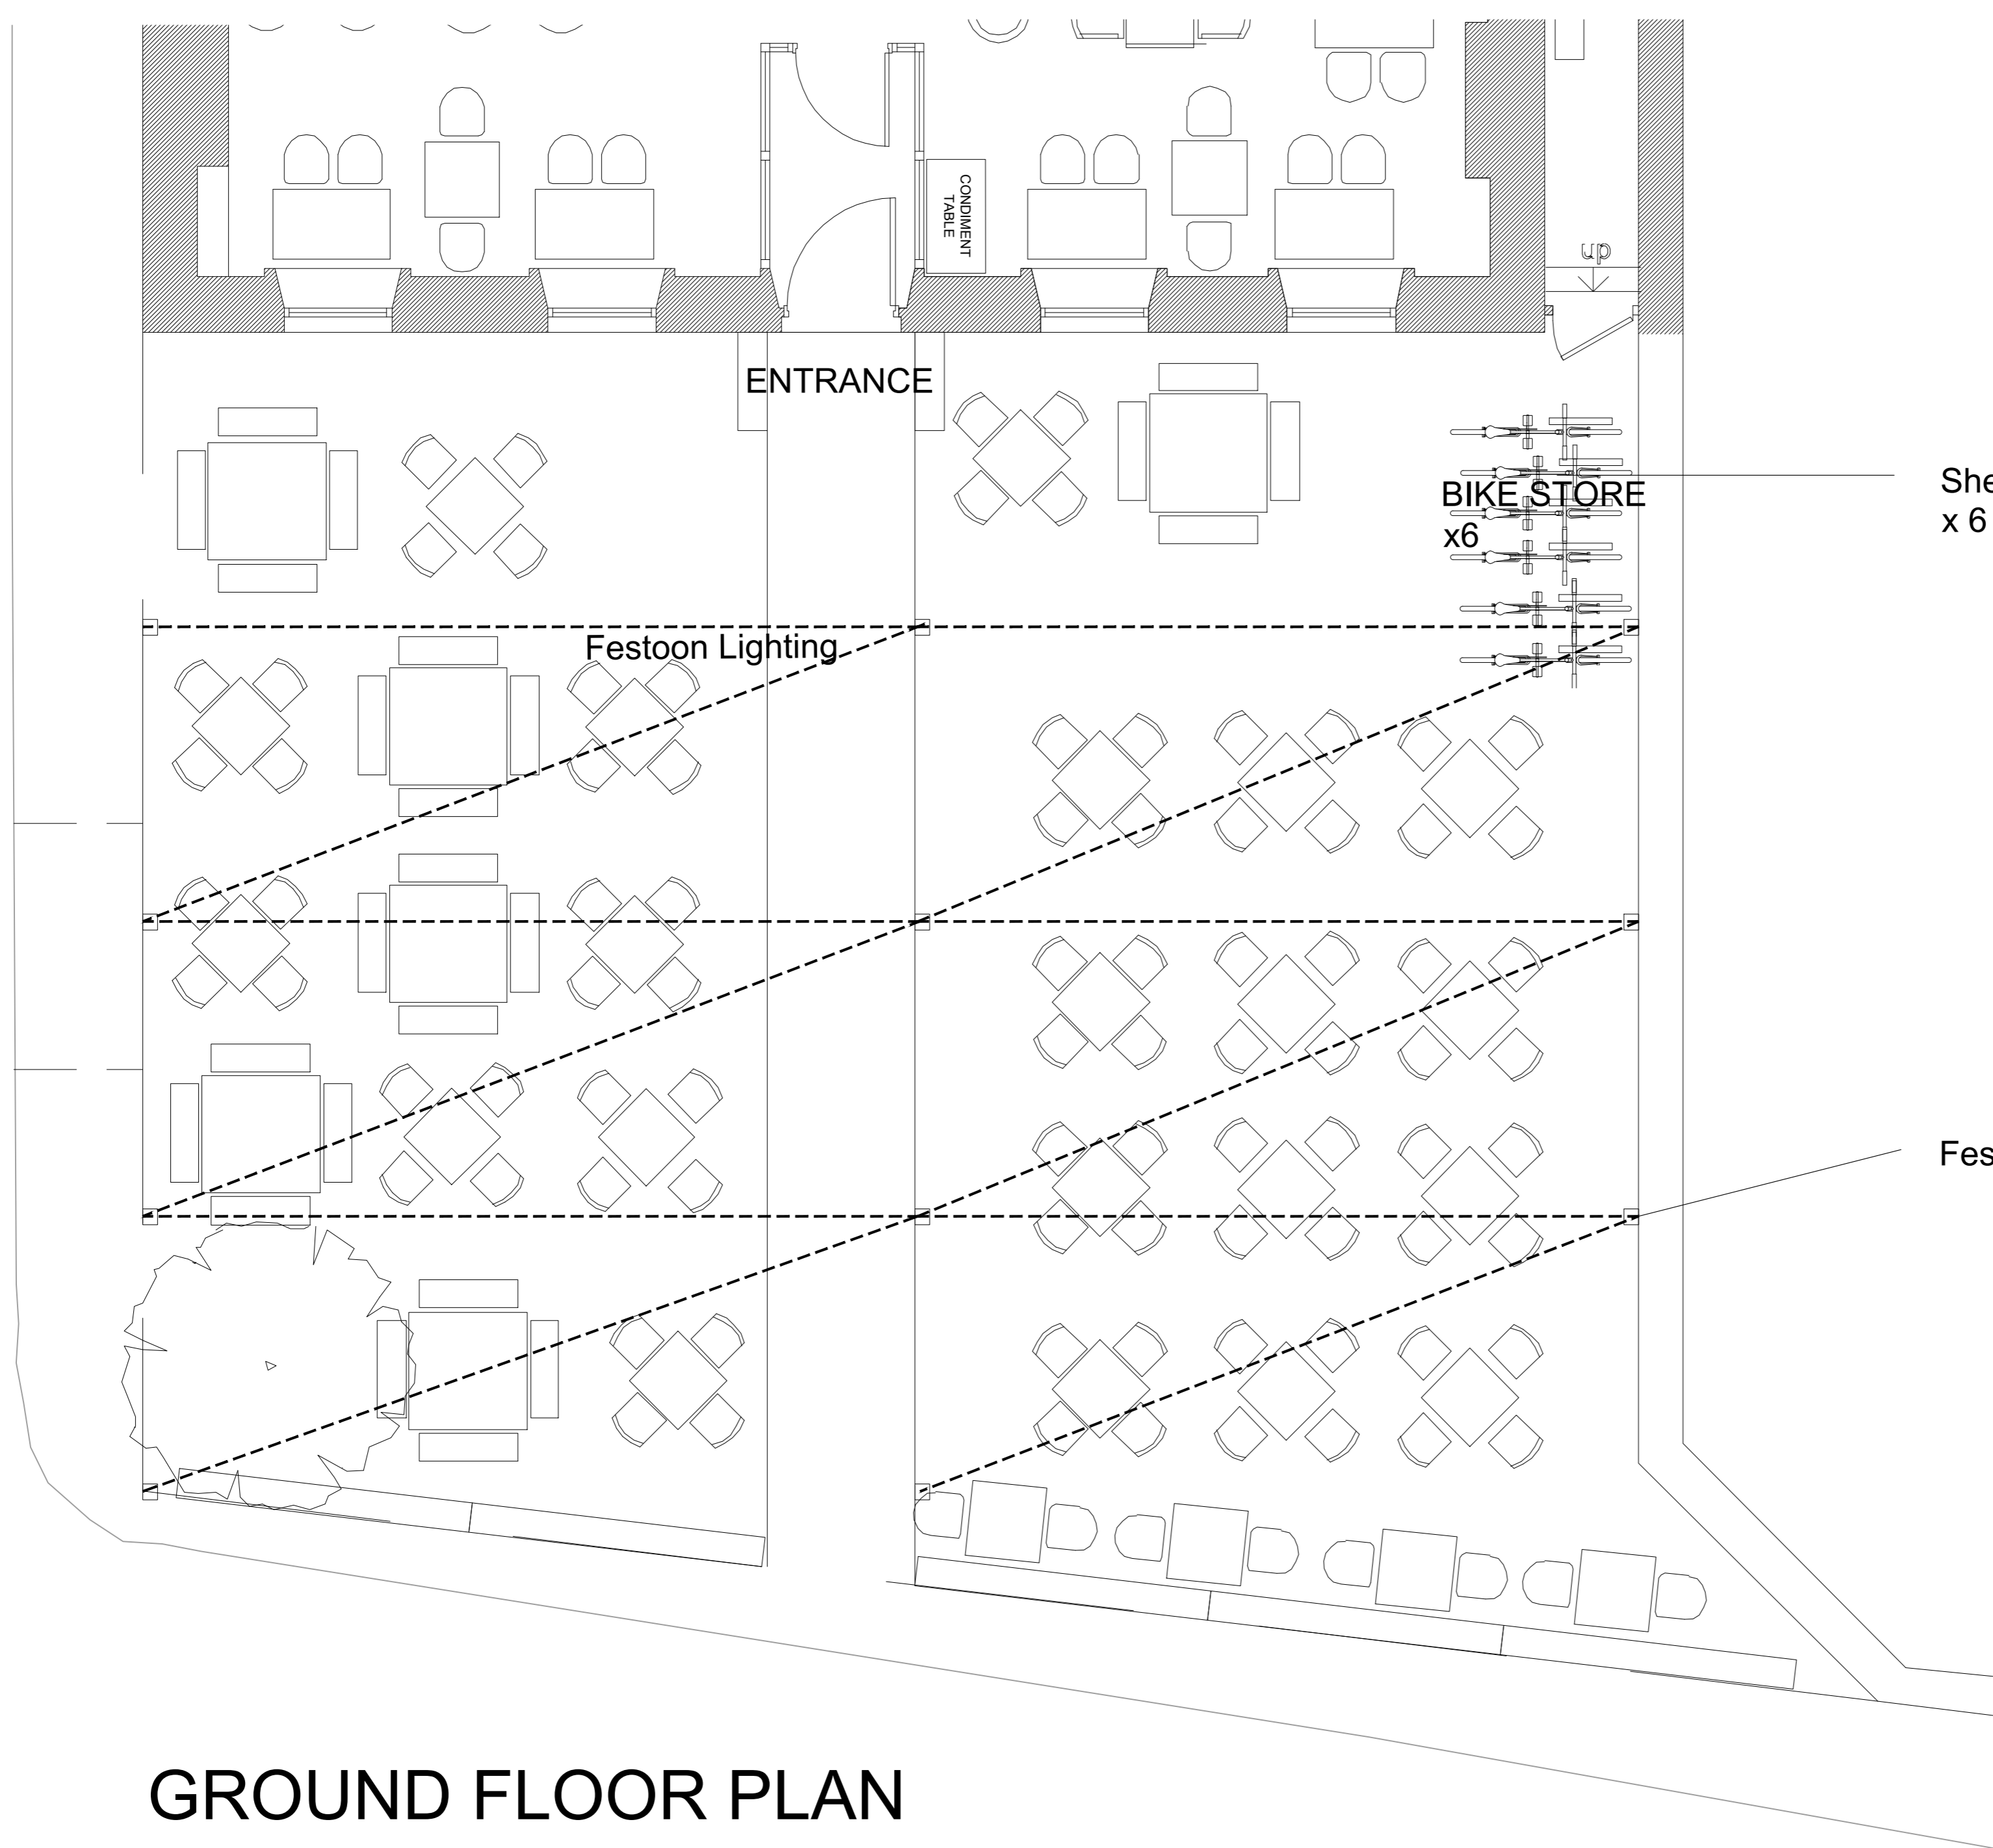 CONDIMENT
TABLE
up
ENTRANCE
She
x 6
BIKE STORE
x6
Festoon Lighting
Fes
GROUND FLOOR PLAN